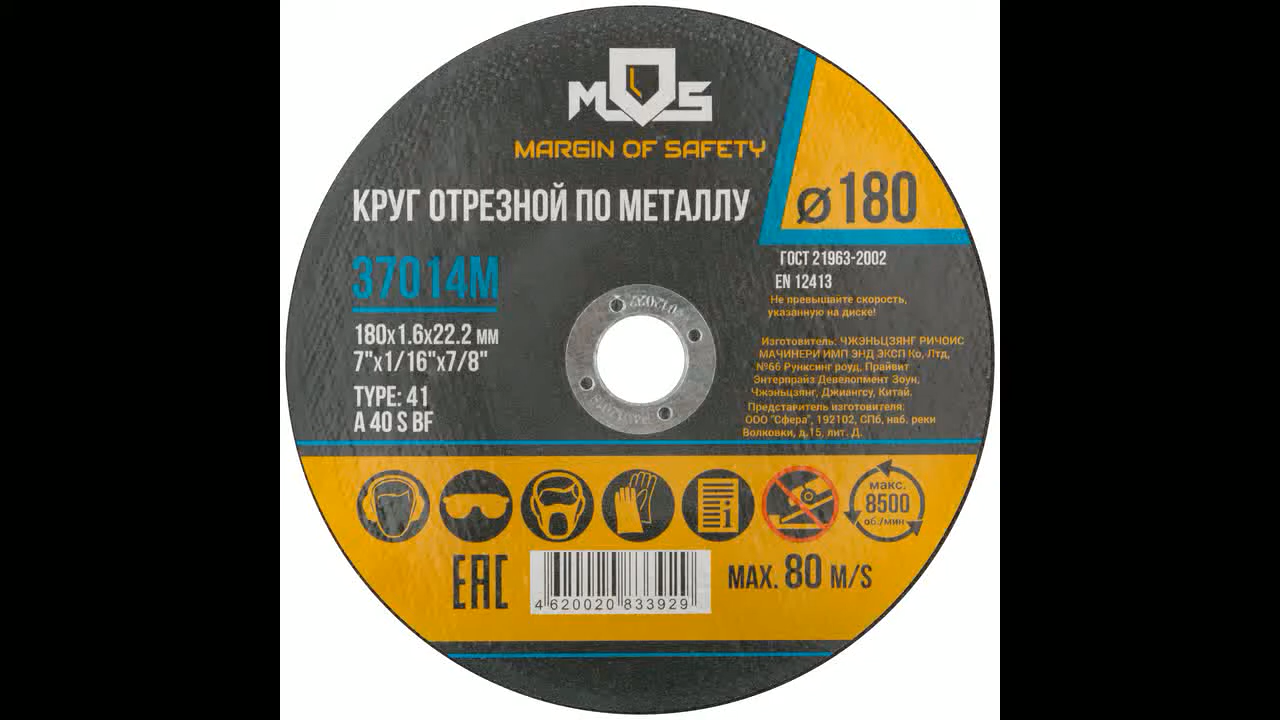 MOS
MARGIN OF SAFETY
КРУГ ОТРЕЗНОЙ ПО МЕТАЛЛУ
ø180
37014М
ГОСТ 21963-2002
EN 12413
Не превышайте скорость,
указанную на диске!
180x1.6x22.2 мм
7"x1/16"x7/8"
TYPE: 41
A 40 S BF
Изготовитель: ЧЖЭНЬЦЗЯНГ РИЧОИС
МАЧИНЕРИ ИМП ЭНД ЭКСП Ко, Лтд,
№66 Рунксинг роуд, Прайвит
Энтерпрайз Девелопмент Зоун,
Чжэньцзянг, Джиангсу, Китай.
Представитель изготовителя:
ООО "Сфера", 192102, СПб, наб. реки
Волковки, д.15, лит. Д.
макс.
8500
об./мин
EAC
4 620020 833929
MAX. 80 M/S